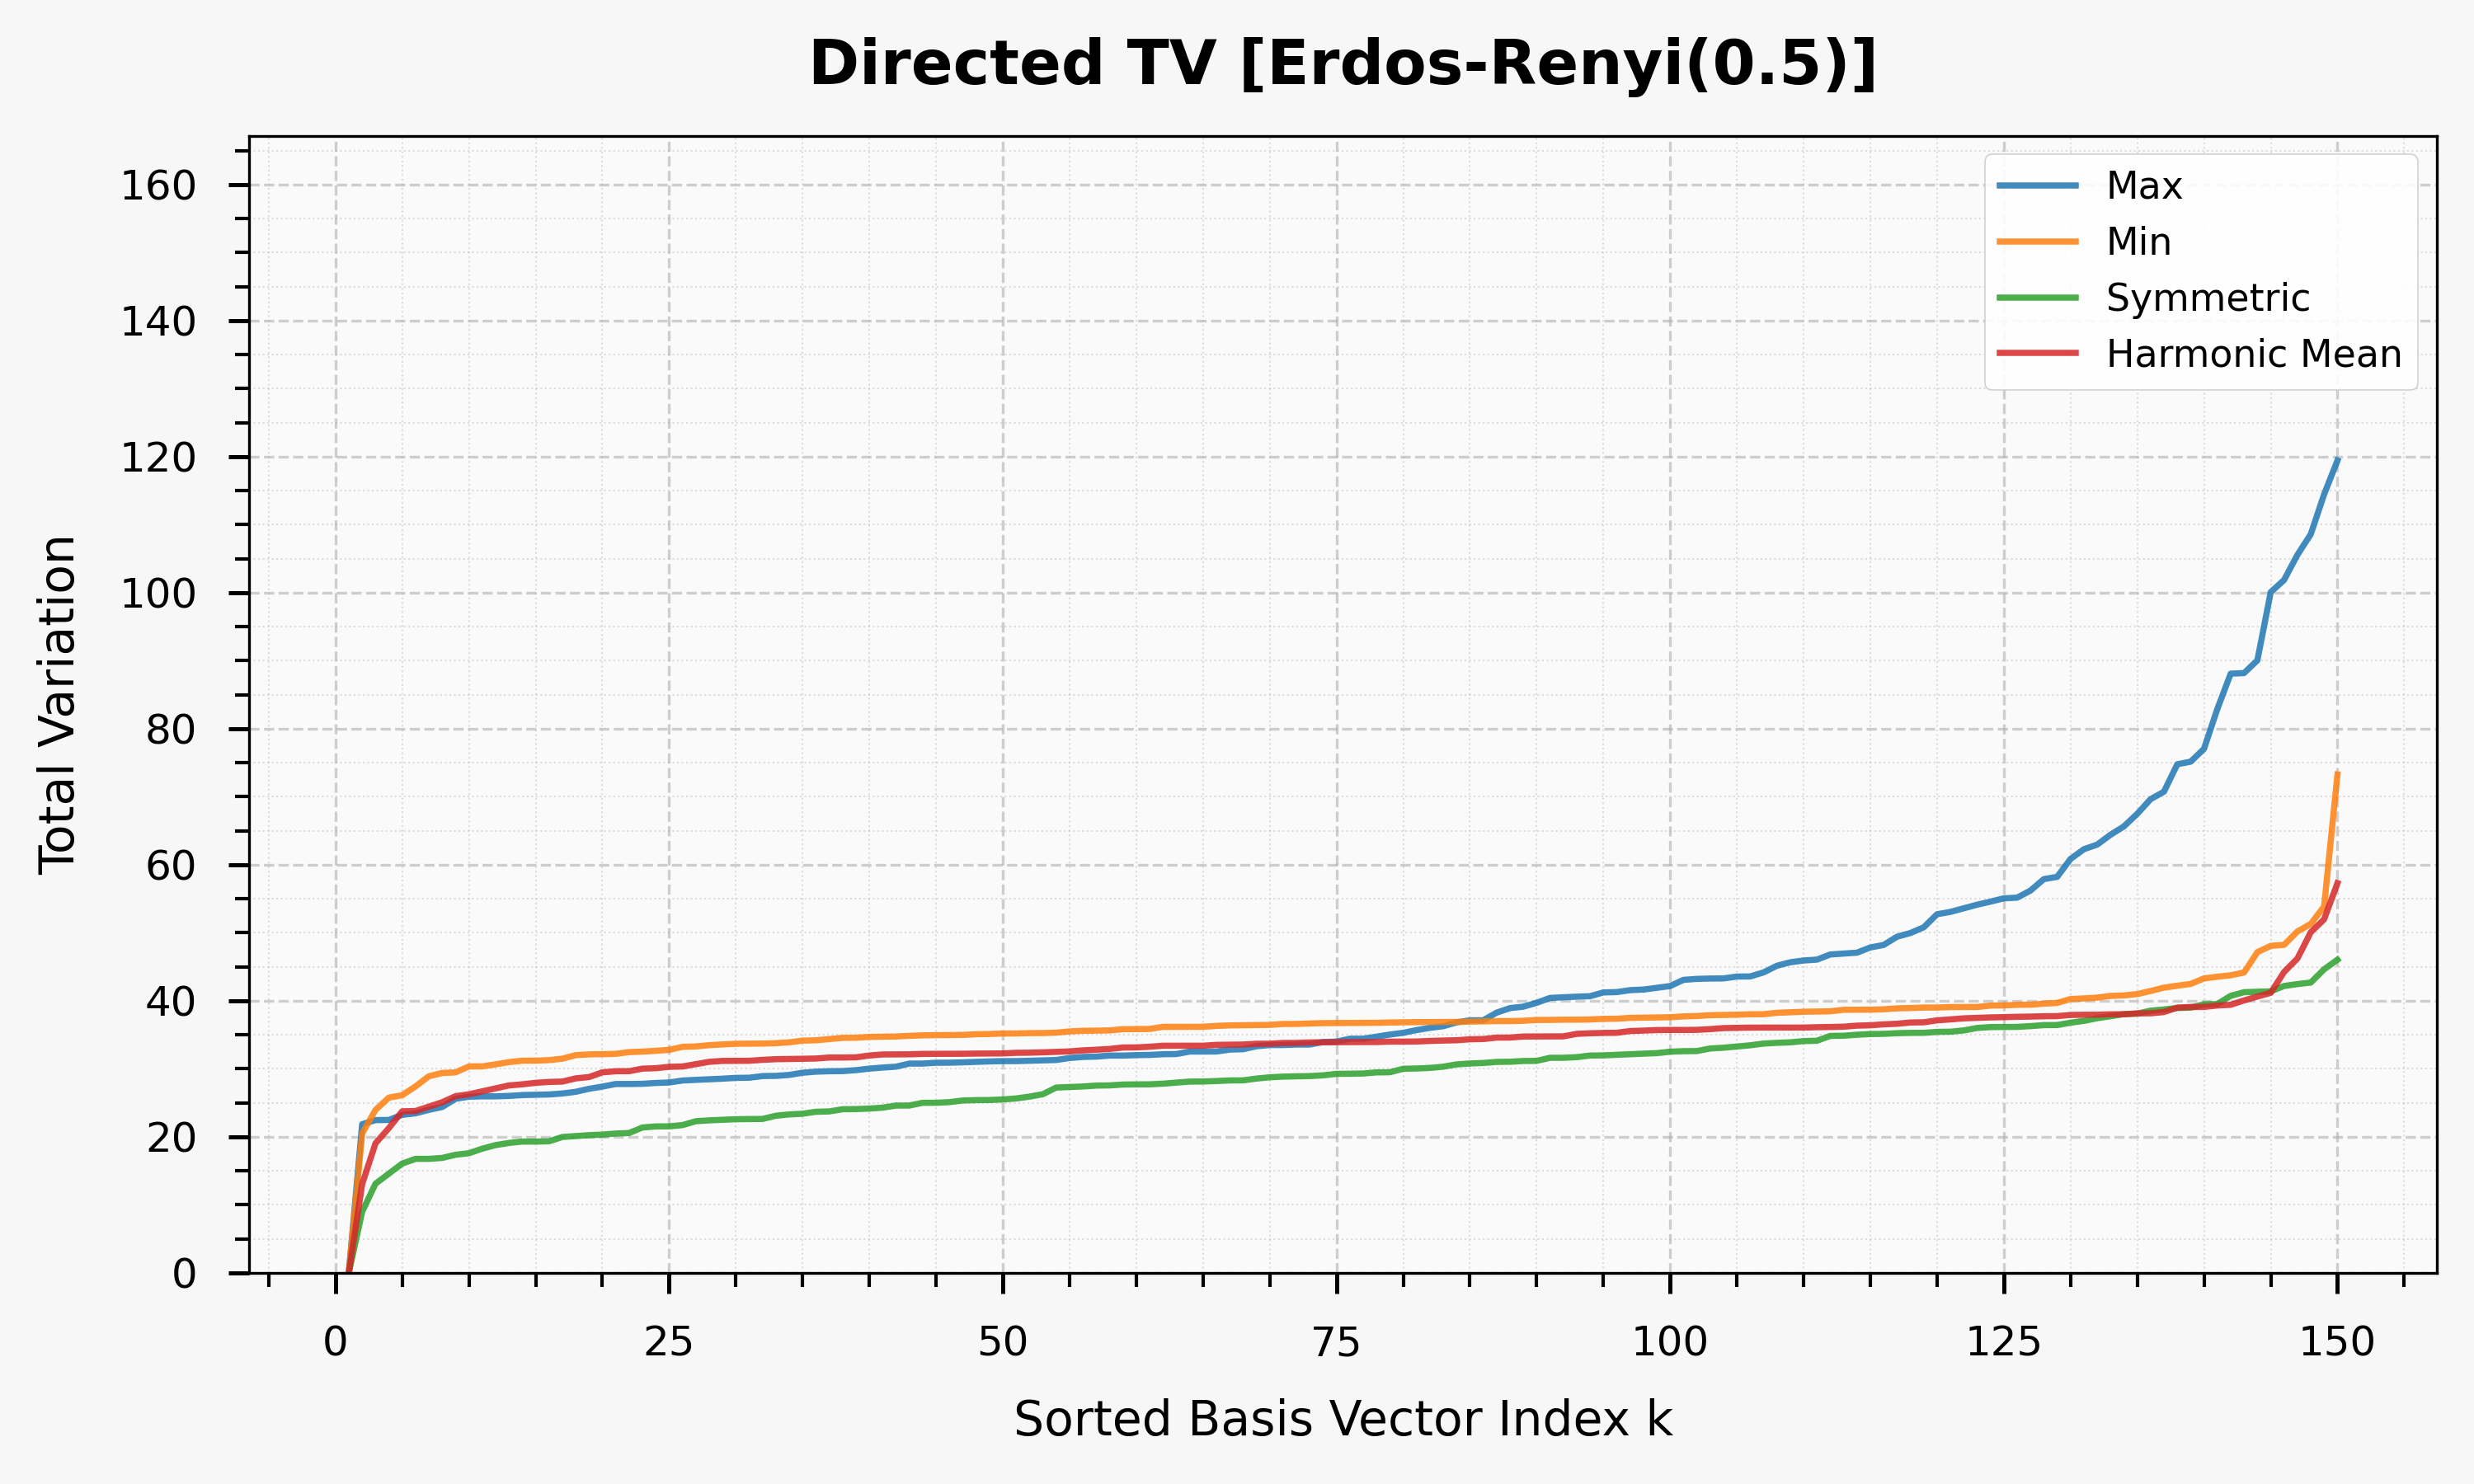 Directed TV [Erdos-Renyi(0.5)]
Total Variation
160
140
120
100
80
60
40
20
0
0 25 50 75 100 125 150
Sorted Basis Vector Index k
Max
Min
Symmetric
Harmonic Mean